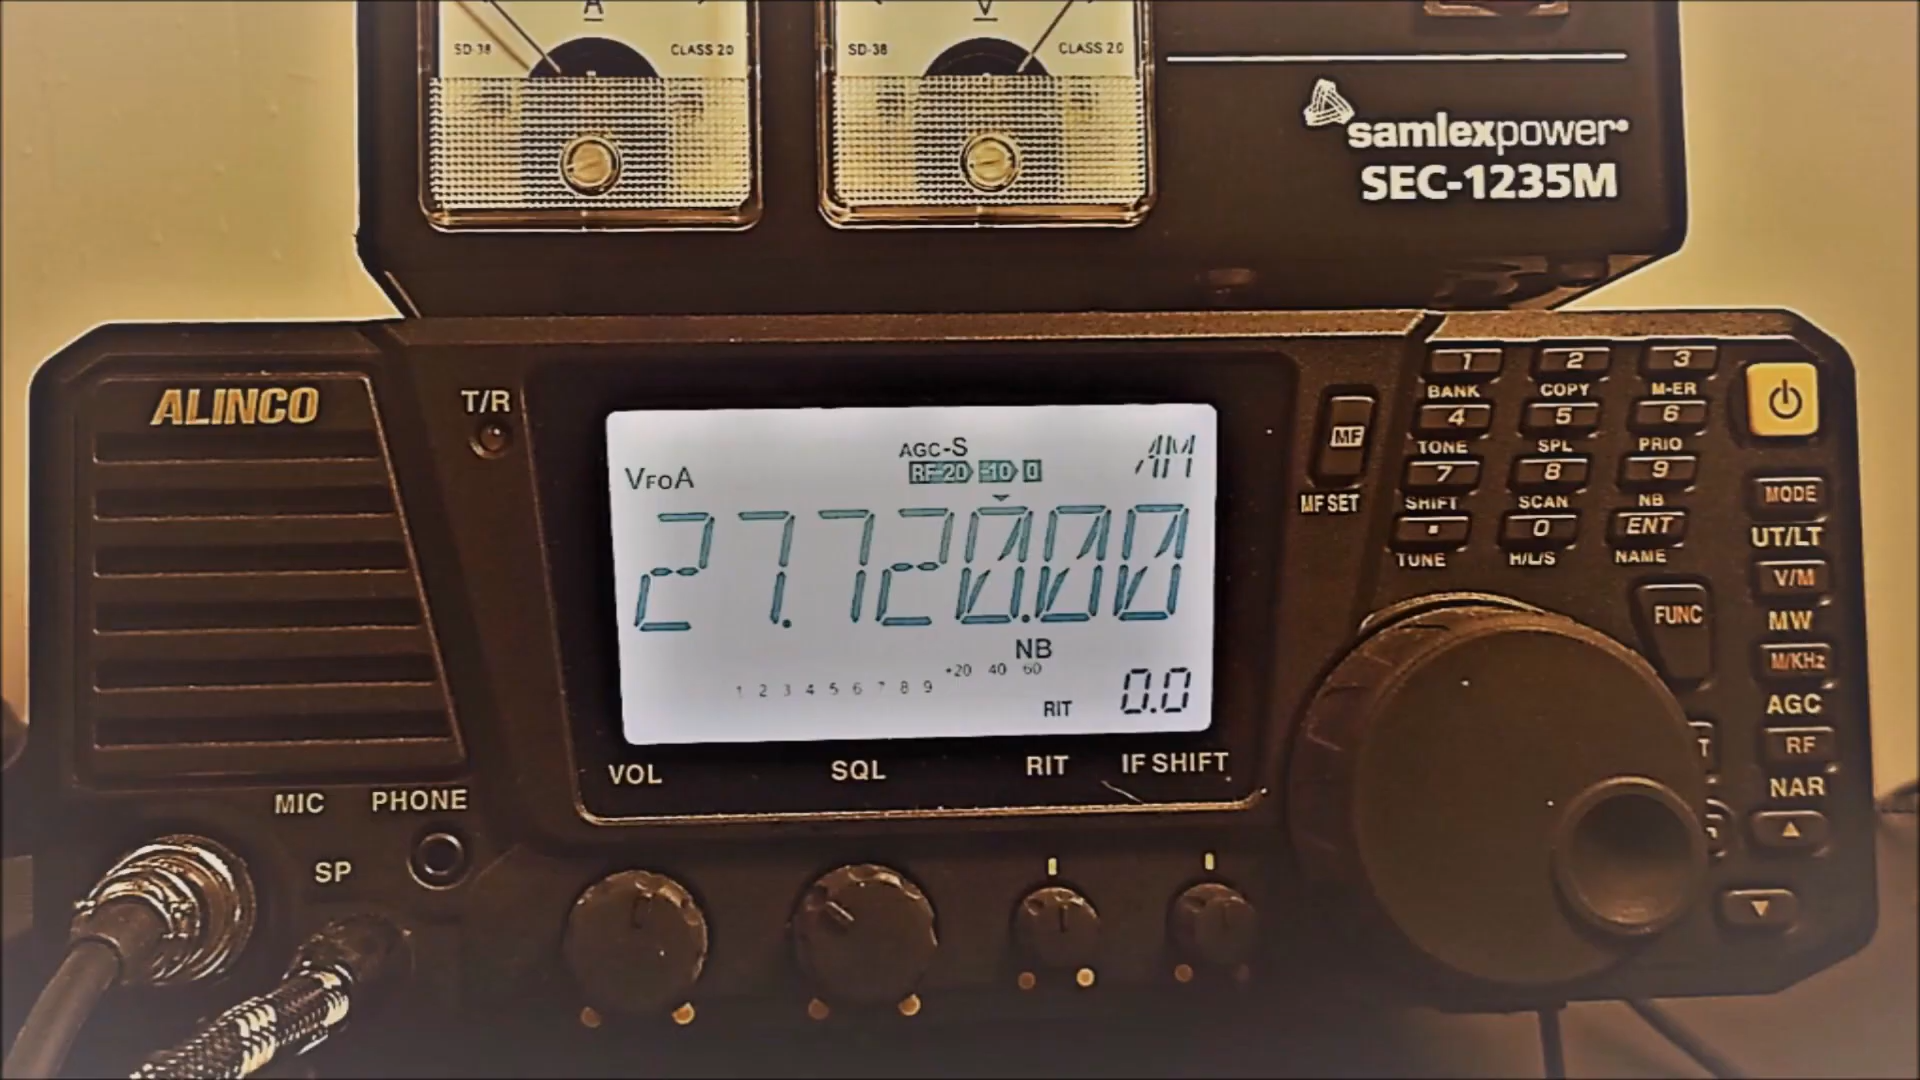 A
V
SD-38 CLASS 2.0
SD-38 CLASS 2.0
samlexpower
SEC-1235M
ALINCO
T/R
AGC-S
RF-20 -10 0
AM
VFOA
27.720.00
NB
+20 40 60
1 2 3 4 5 6 7 8 9
RIT 0.0
VOL SQL RIT IF SHIFT
MIC PHONE
SP
MF
MF SET
1 2 3
BANK COPY M-ER
4 5 6
TONE SPL PRIO
7 8 9
SHIFT SCAN NB
. 0 ENT
TUNE H/L/S NAME
FUNC
MODE
UT/LT
V/M
MW
M/KHz
AGC
RF
NAR